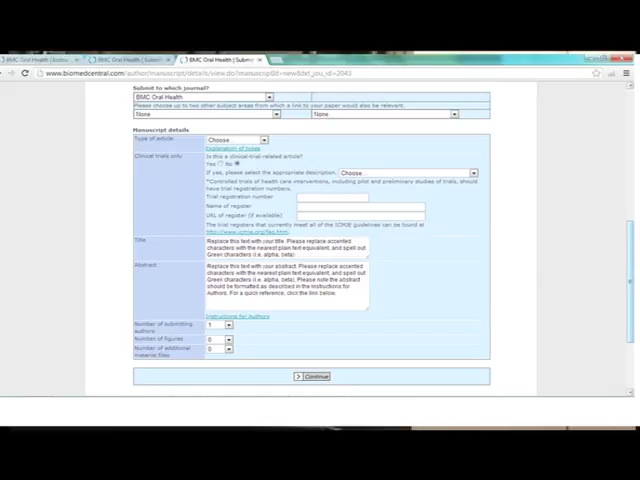 BMC Oral Health | Submis
www.biomedcentral.com/author/manuscript/details/view.do?manuscriptId=new&txt_jou_id=2043
Submit to which journal?
BMC Oral Health
Please choose up to two other subject areas from which a link to your paper would also be relevant.
None None
Manuscript details
Type of article Choose...
Explanation of types
Clinical trials only Is this a clinical-trial-related article?
Yes No
If yes, please select the appropriate description. Choose ...
*Controlled trials of health care interventions, including pilot and preliminary studies of trials, should
have trial registration numbers.
Trial registration number
Name of register
URL of register (if available)
The trial registers that currently meet all of the ICMJE guidelines can be found at
http://www.icmje.org/faq.html.
Title Replace this text with your title. Please replace accented
characters with the nearest plain text equivalent, and spell out
Green characters (i.e. alpha, beta)
Abstract Replace this text with your abstract. Please replace accented
characters with the nearest plain text equivalent, and spell out
Green characters (i.e. alpha, beta). Please note the abstract
should be formatted as described in the Instructions for
Authors. For a quick reference, click the link below.
Instructions for Authors
Number of submitting 1
authors
Number of figures 0
Number of additional 0
material files
Continue